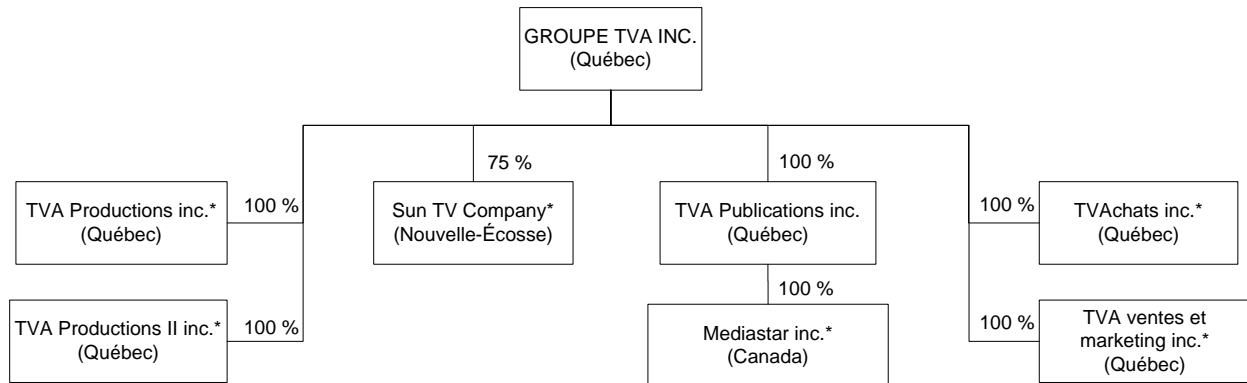 GROUPE TVA INC.
(Québec)
75 %
100 %
TVA Productions inc.*
(Québec)
100 %
Sun TV Company*
(Nouvelle-Écosse)
TVA Publications inc.
(Québec)
100 %
TVAchats inc.*
(Québec)
100 %
TVA Productions II inc.*
(Québec)
100 %
Mediastar inc.*
(Canada)
100 %
TVA ventes et
marketing inc.*
(Québec)